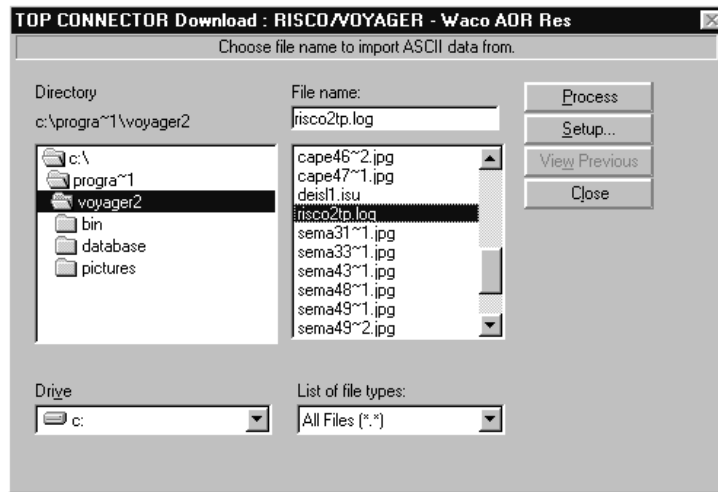 TOP CONNECTOR Download : RISCO/VOYAGER - Waco AOR Res
Choose file name to import ASCII data from.
Directory
c:\progra~1\voyager2
c:\
progra~1
voyager2
bin
database
pictures
File name:
risco2tp.log
cape46~2.jpg
cape47~1.jpg
deisl1.isu
risco2tp.log
sema31~1.jpg
sema33~1.jpg
sema43~1.jpg
sema48~1.jpg
sema49~1.jpg
sema49~2.jpg
Process
Setup...
View Previous
Close
Drive
c:
List of file types:
All Files (*.*)